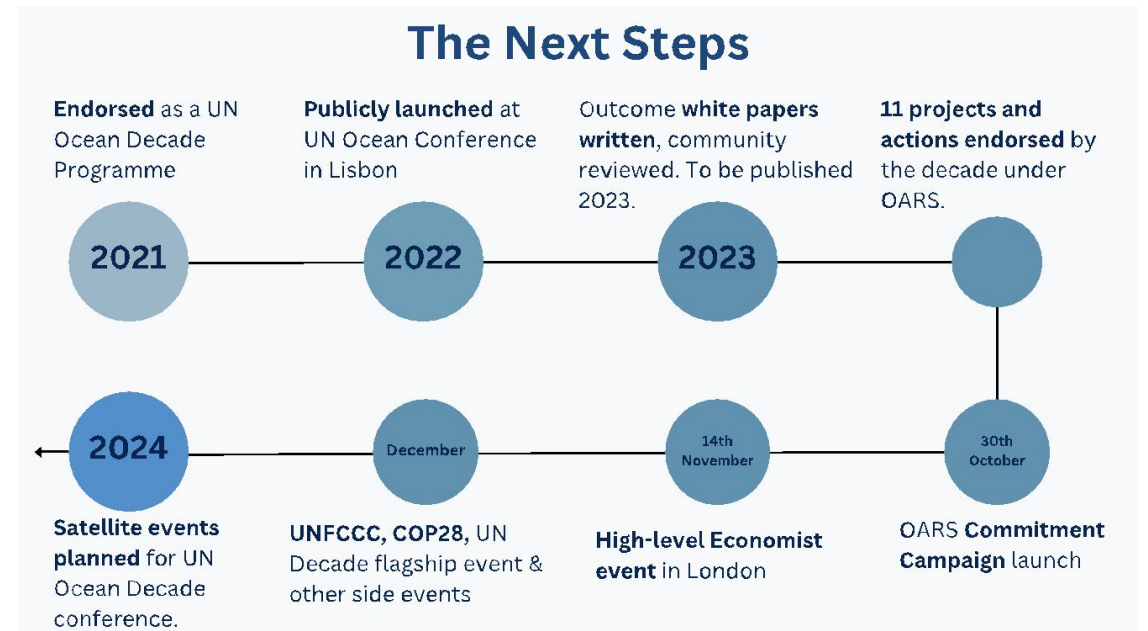 The Next Steps
Endorsed as a UN
Ocean Decade
Programme
Publicly launched at
UN Ocean Conference
in Lisbon
Outcome white papers
written, community
reviewed. To be published
2023.
11 projects and
actions endorsed by
the decade under
OARS.
2021
2022
2023
30th
October
OARS Commitment
Campaign launch
14th
November
High-level Economist
event in London
December
UNFCCC, COP28, UN
Decade flagship event &
other side events
2024
Satellite events
planned for UN
Ocean Decade
conference.